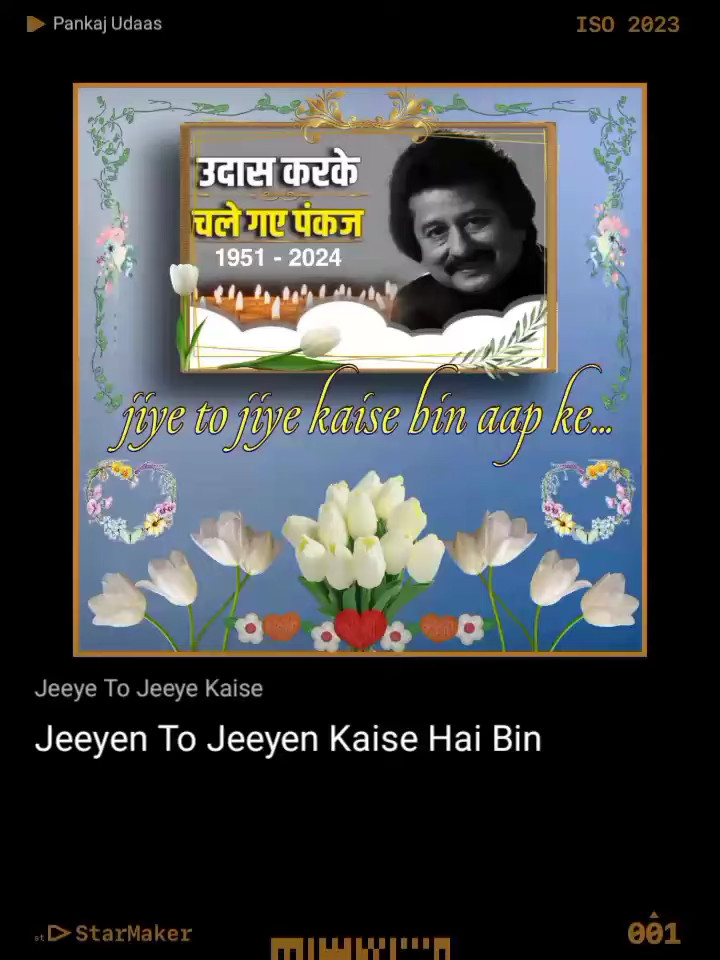 Pankaj Udaas
ISO 2023
उदास करके
चले गए पंकज
1951 - 2024
jiye to jiye kaise bin aap ke...
Jeeye To Jeeye Kaise
Jeeyen To Jeeyen Kaise Hai Bin
st StarMaker
001